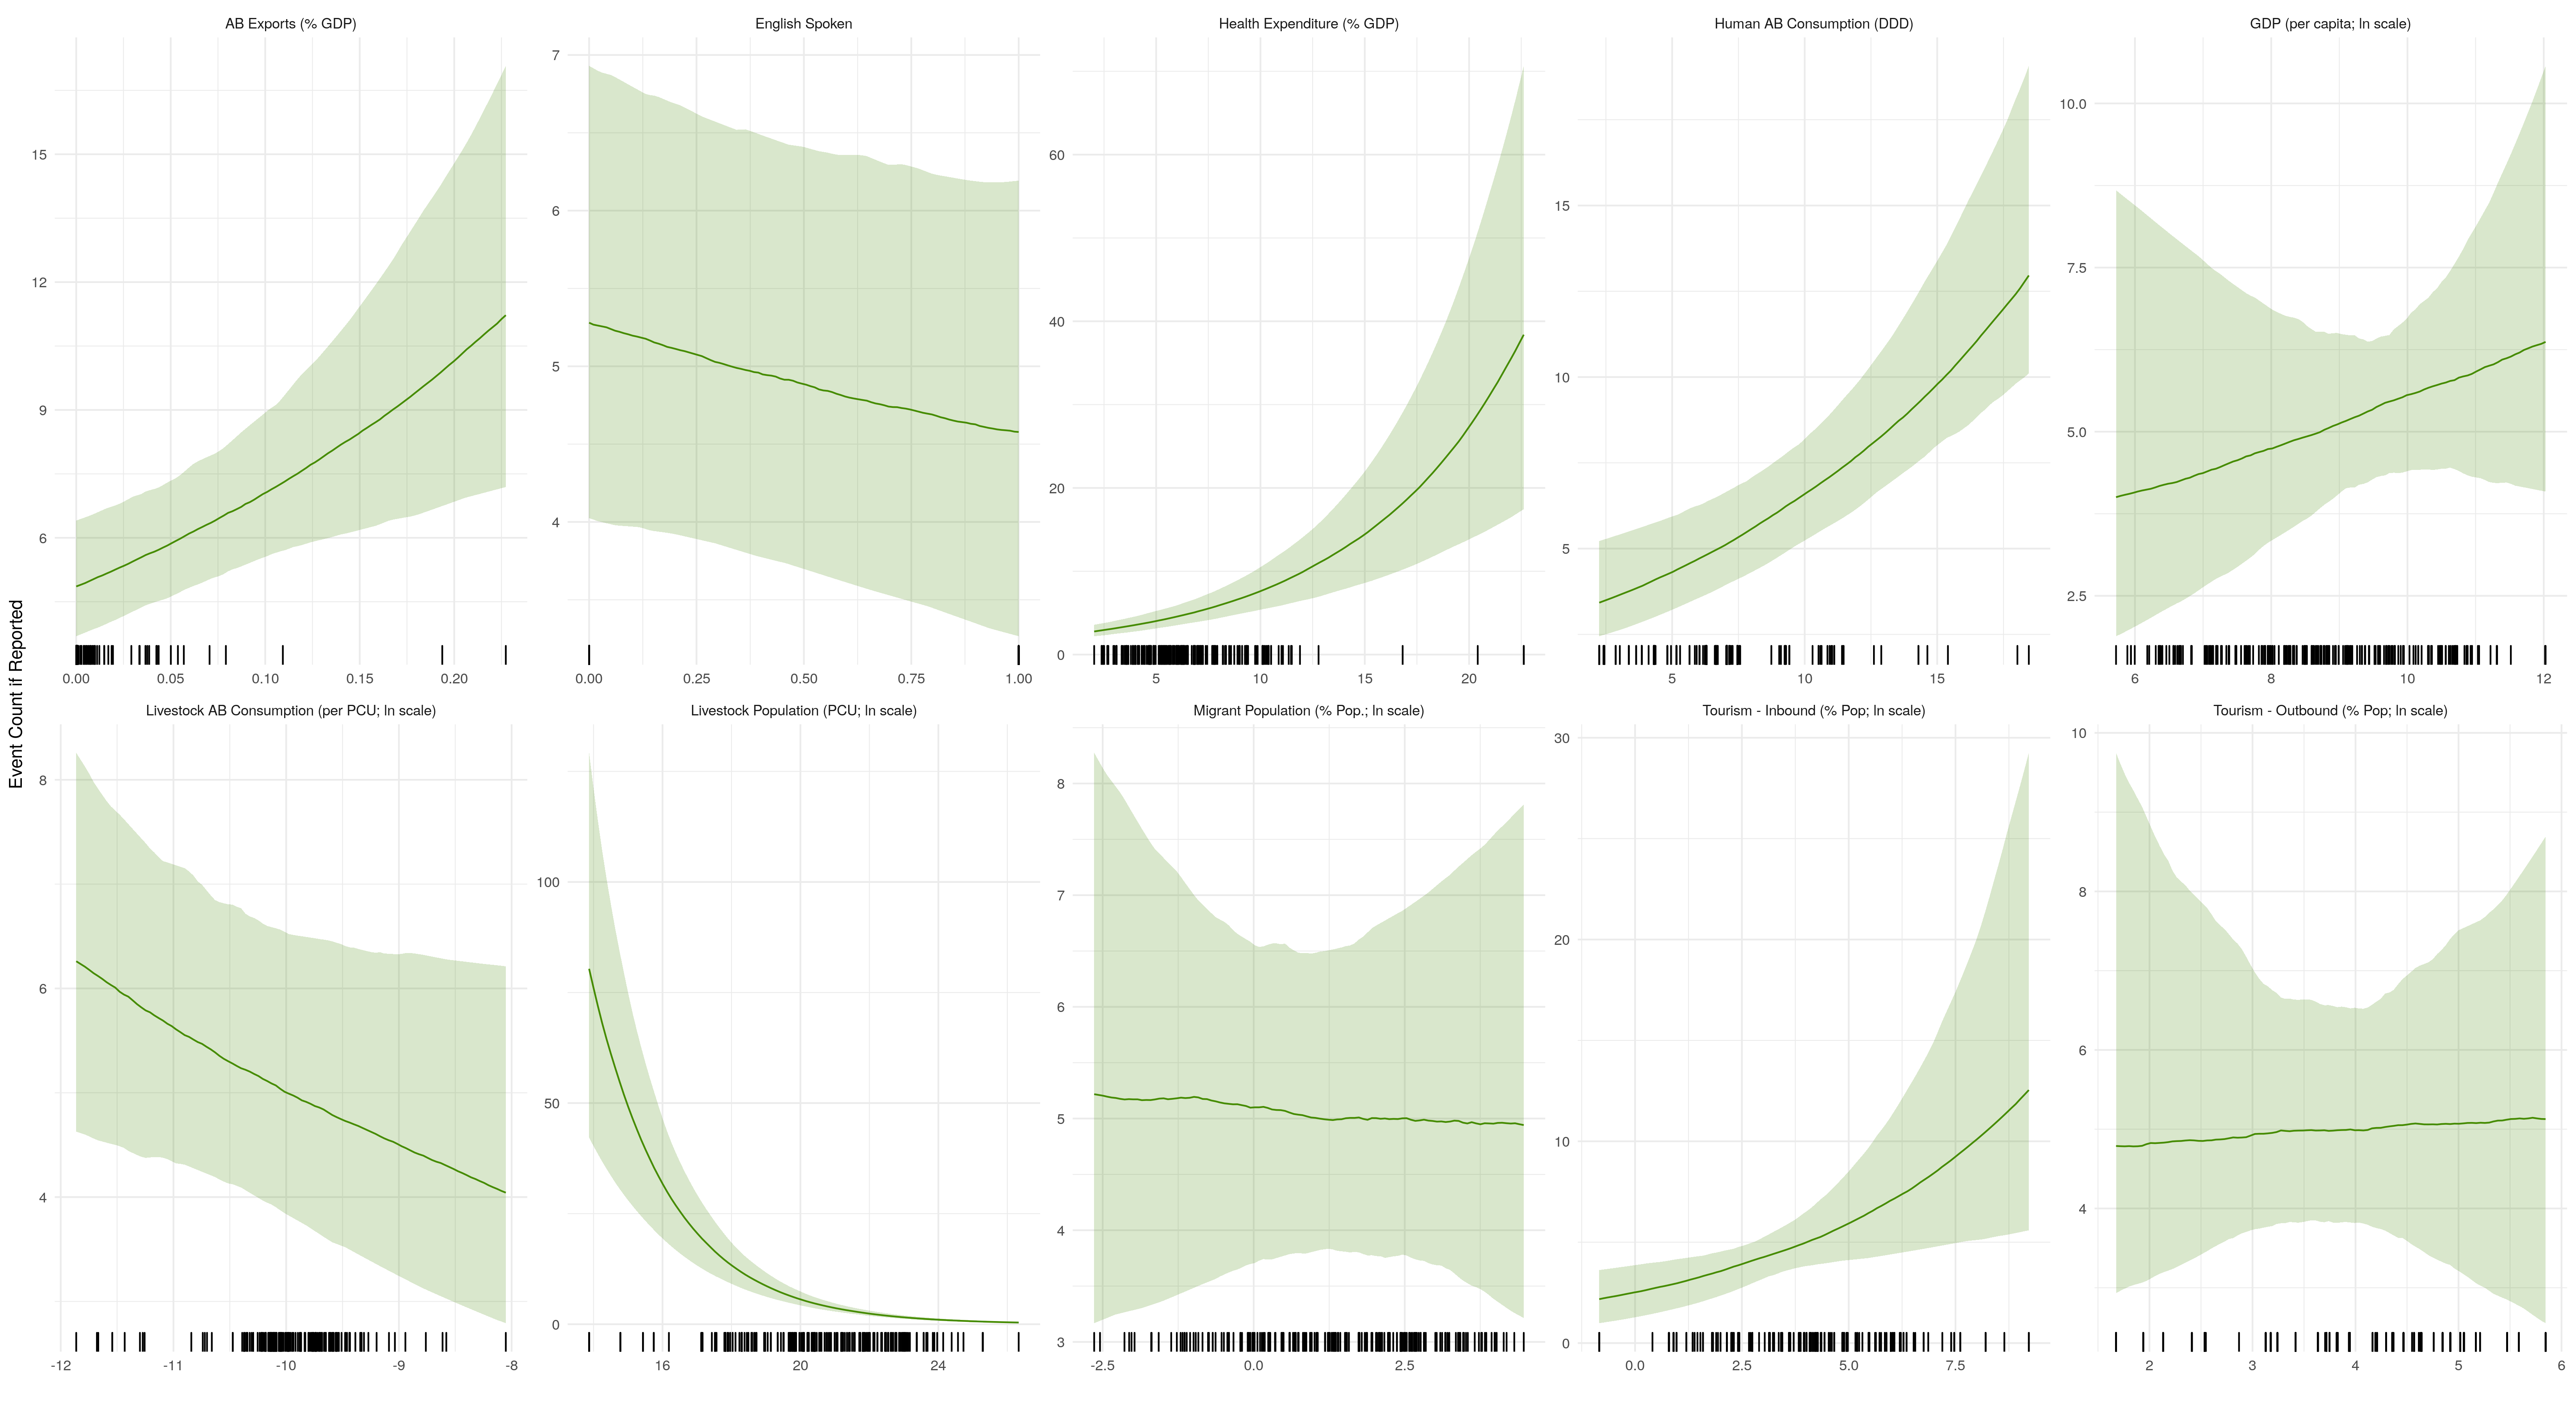 AB Exports (% GDP)
English Spoken
Health Expenditure (% GDP)
Human AB Consumption (DDD)
GDP (per capita; ln scale)
15
12
9
6
0.00 0.05 0.10 0.15 0.20
7
6
5
4
0.00 0.25 0.50 0.75 1.00
60
40
20
0
5 10 15 20
15
10
5
5 10 15
10.0
7.5
5.0
2.5
6 8 10 12
Event Count if Reported
Livestock AB Consumption (per PCU; ln scale)
Livestock Population (PCU; ln scale)
Migrant Population (% Pop.; ln scale)
Tourism - Inbound (% Pop; ln scale)
Tourism - Outbound (% Pop; ln scale)
8
6
4
-12 -11 -10 -9 -8
100
50
0
16 20 24
8
7
6
5
4
3
-2.5 0.0 2.5
30
20
10
0
0.0 2.5 5.0 7.5
10
8
6
4
2 3 4 5 6